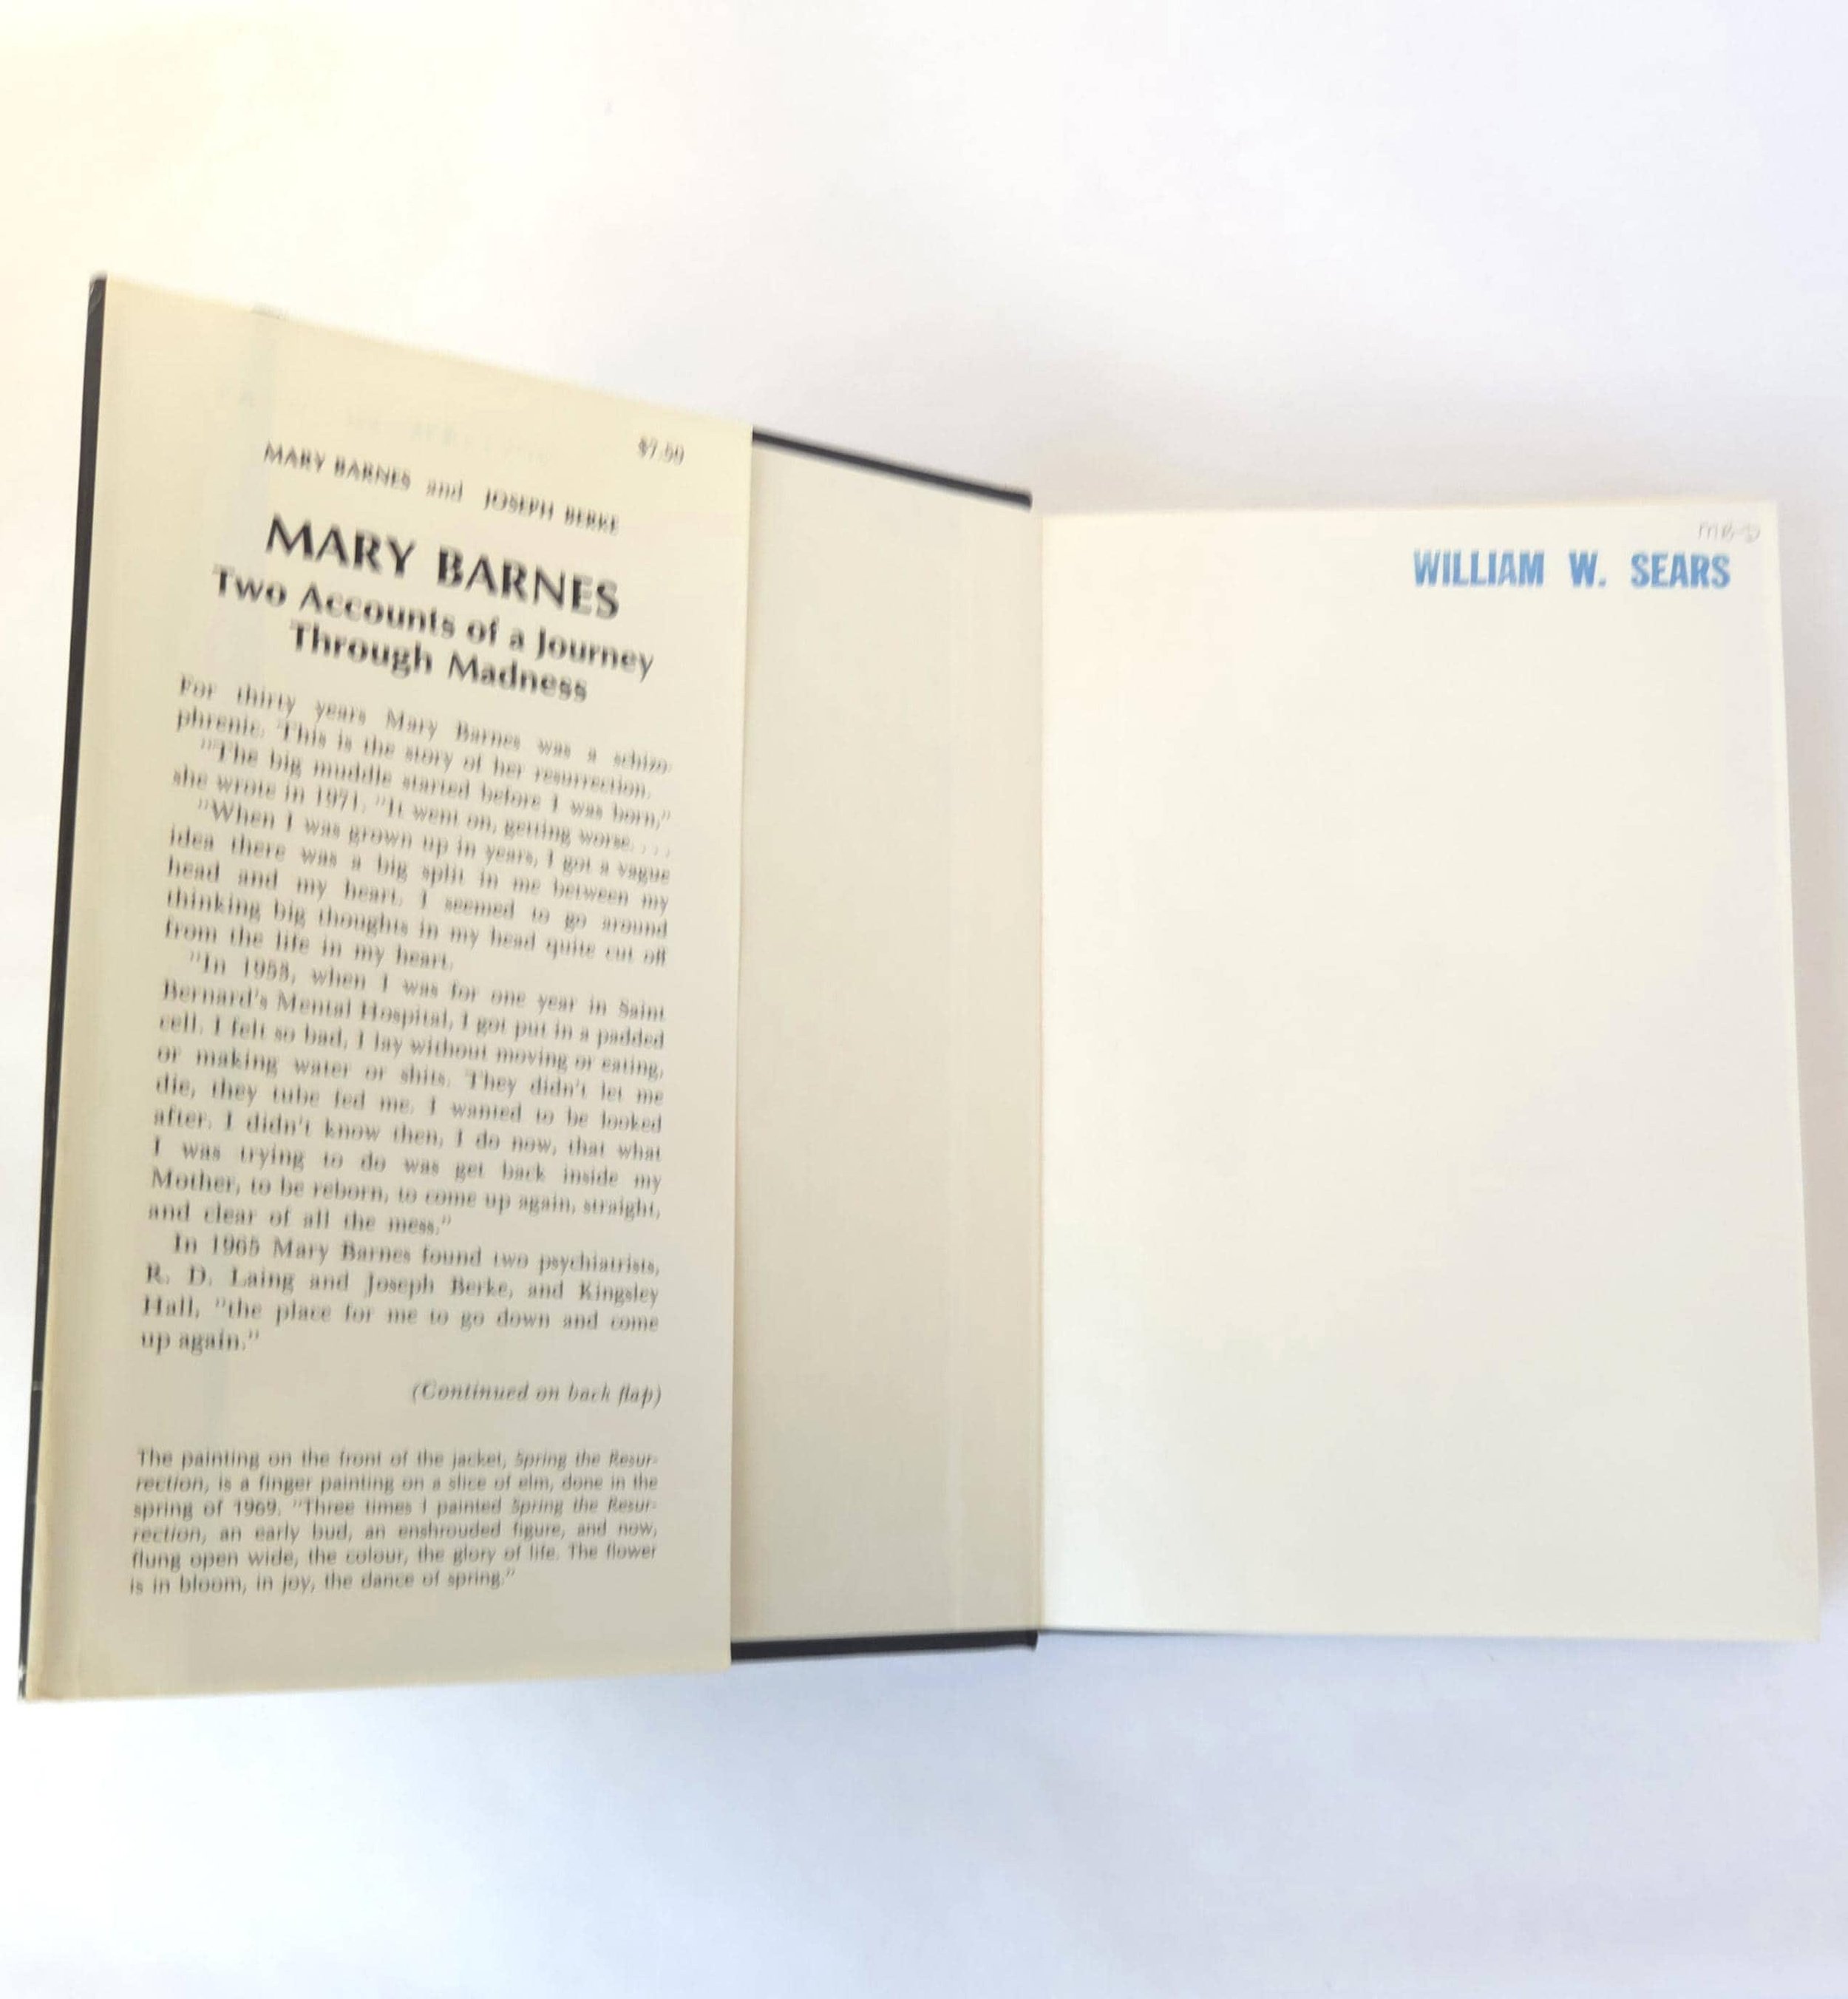 $7.50
MARY BARNES and JOSEPH BERKE
MARY BARNES
Two Accounts of a Journey
Through Madness
For thirty years Mary Barnes was a schizo-
phrenic. This is the story of her resurrection.
"The big muddle started before I was born,"
she wrote in 1971. "It went on, getting worse. . . .
"When I was grown up in years, I got a vague
idea there was a big split in me between my
head and my heart. I seemed to go around
thinking big thoughts in my head quite cut off
from the life in my heart.
"In 1953, when I was for one year in Saint
Bernard's Mental Hospital, I got put in a padded
cell. I felt so bad, I lay without moving or eating,
or making water or shits. They didn't let me
die, they tube fed me. I wanted to be looked
after. I didn't know then, I do now, that what
I was trying to do was get back inside my
Mother, to be reborn, to come up again, straight,
and clear of all the mess."
In 1965 Mary Barnes found two psychiatrists,
R. D. Laing and Joseph Berke, and Kingsley
Hall, "the place for me to go down and come
up again."
(Continued on back flap)
The painting on the front of the jacket, Spring the Resur-
rection, is a finger painting on a slice of elm, done in the
spring of 1969. "Three times I painted Spring the Resur-
rection, an early bud, an enshrouded figure, and now,
flung open wide, the colour, the glory of life. The flower
is in bloom, in joy, the dance of spring."
WILLIAM W. SEARS